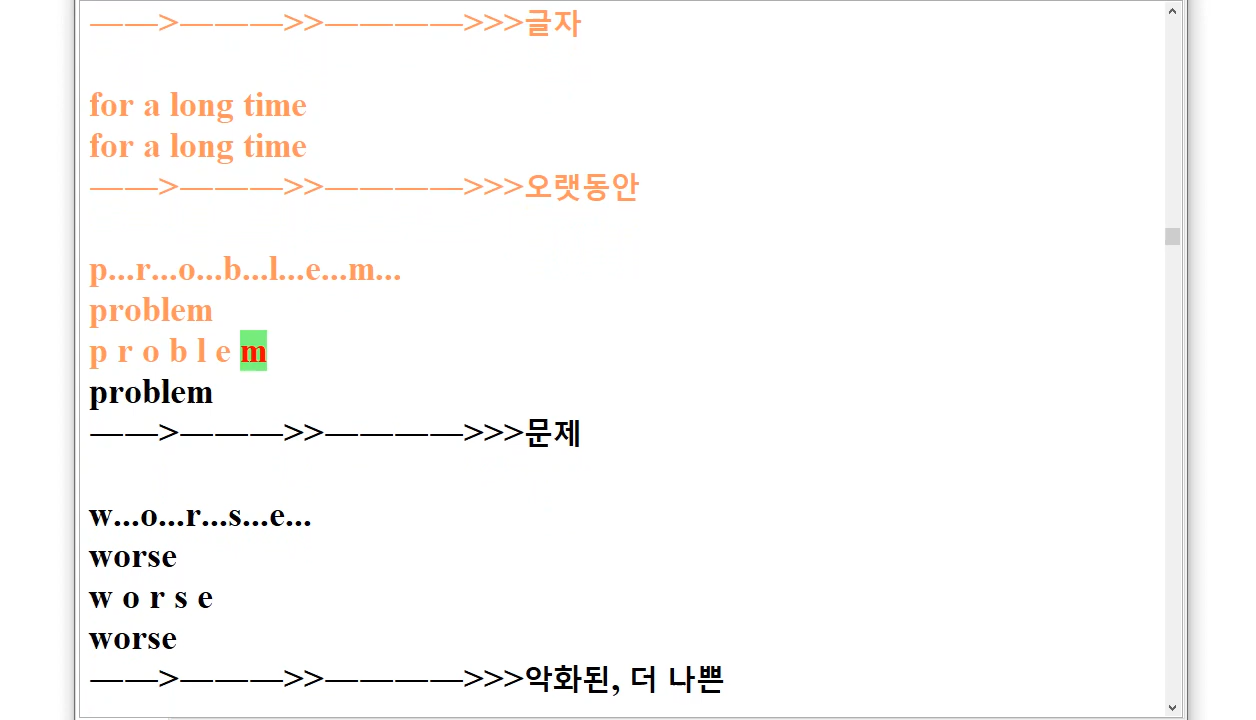 ——>———>>————>>>글자
for a long time
for a long time
——>———>>————>>>오랫동안
p...r...o...b...l...e...m...
problem
p r o b l e m
problem
——>———>>————>>>문제
w...o...r...s...e...
worse
w o r s e
worse
——>———>>————>>>악화된, 더 나쁜